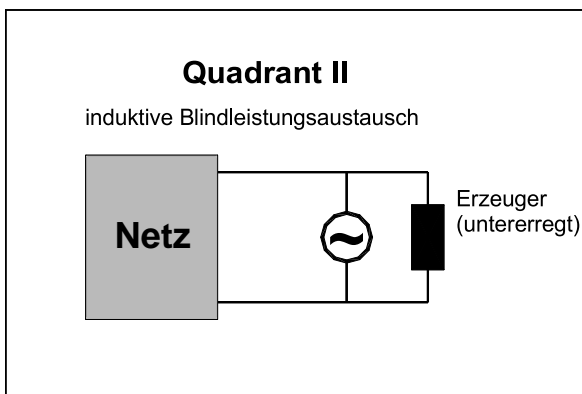 Quadrant II
induktive Blindleistungsaustausch
Netz
Erzeuger
(untererregt)